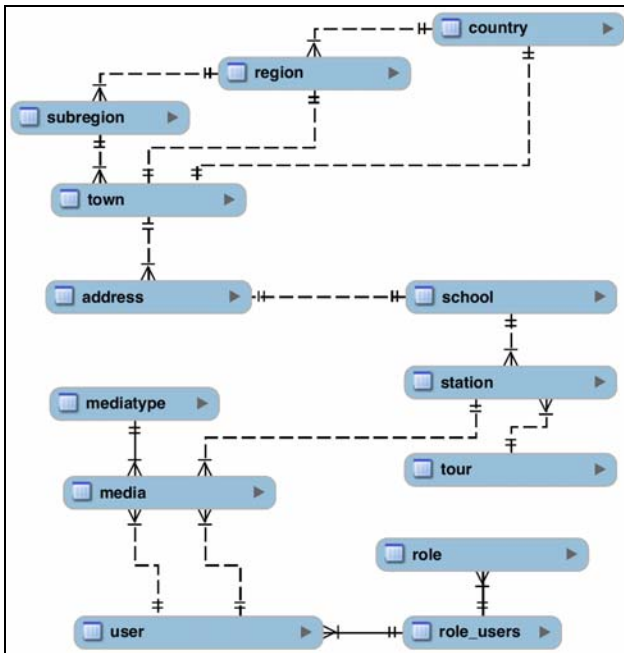 country
region
subregion
town
address
school
station
mediatype
tour
media
role
user
role_users